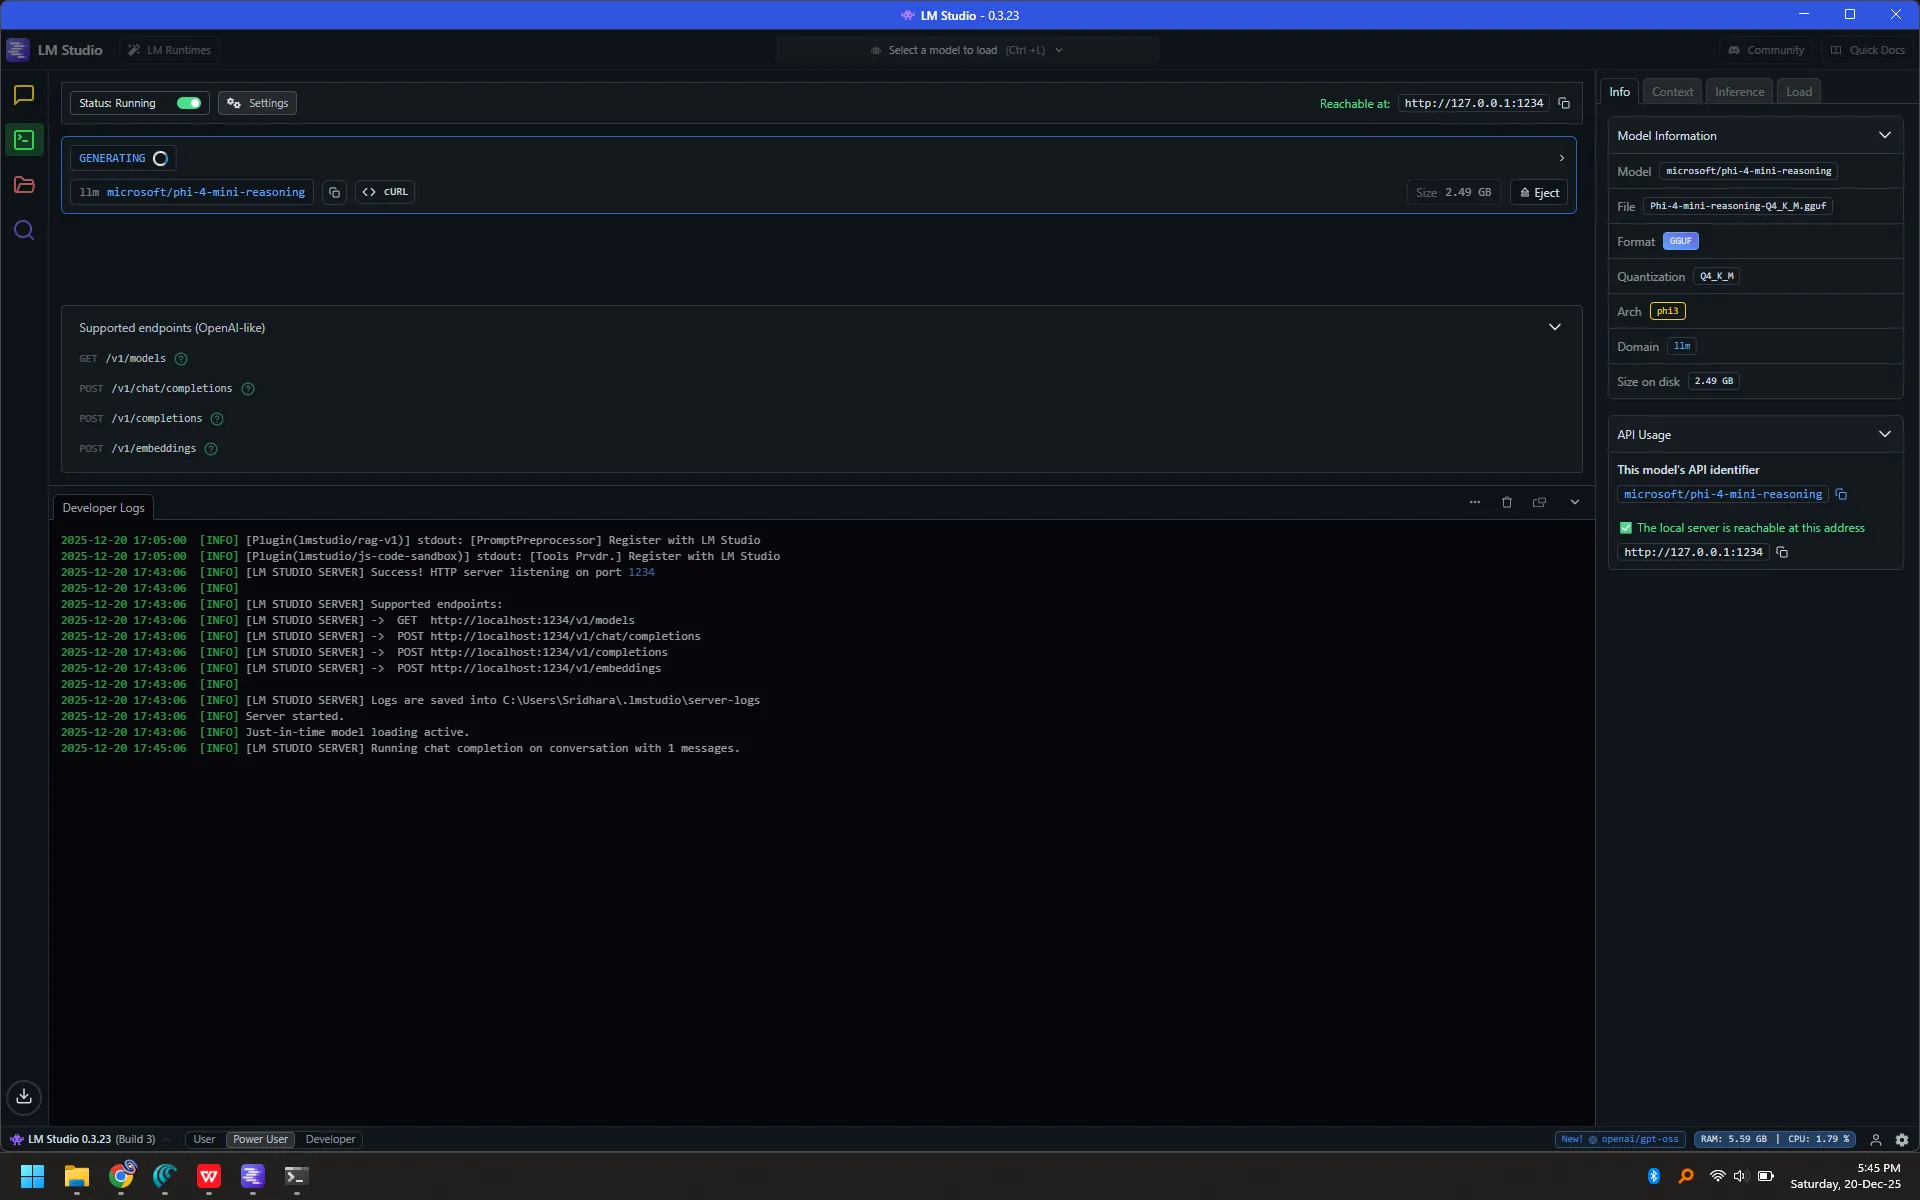 LM Studio - 0.3.23
LM Studio
LM Runtimes
Select a model to load (Ctrl +L)
Community
Quick Docs
Status: Running
Settings
Reachable at: http://127.0.0.1:1234
GENERATING
llm microsoft/phi-4-mini-reasoning
<> cURL
Size 2.49 GB
Eject
Supported endpoints (OpenAI-like)
GET /v1/models
POST /v1/chat/completions
POST /v1/completions
POST /v1/embeddings
Developer Logs
2025-12-20 17:05:00 [INFO] [Plugin(lmstudio/rag-v1)] stdout: [PromptPreprocessor] Register with LM Studio
2025-12-20 17:05:00 [INFO] [Plugin(lmstudio/js-code-sandbox)] stdout: [Tools Prvdr.] Register with LM Studio
2025-12-20 17:43:06 [INFO] [LM STUDIO SERVER] Success! HTTP server listening on port 1234
2025-12-20 17:43:06 [INFO]
2025-12-20 17:43:06 [INFO] [LM STUDIO SERVER] Supported endpoints:
2025-12-20 17:43:06 [INFO] [LM STUDIO SERVER] -> GET http://localhost:1234/v1/models
2025-12-20 17:43:06 [INFO] [LM STUDIO SERVER] -> POST http://localhost:1234/v1/chat/completions
2025-12-20 17:43:06 [INFO] [LM STUDIO SERVER] -> POST http://localhost:1234/v1/completions
2025-12-20 17:43:06 [INFO] [LM STUDIO SERVER] -> POST http://localhost:1234/v1/embeddings
2025-12-20 17:43:06 [INFO]
2025-12-20 17:43:06 [INFO] [LM STUDIO SERVER] Logs are saved into C:\Users\Sridhara\.lmstudio\server-logs
2025-12-20 17:43:06 [INFO] Server started.
2025-12-20 17:43:06 [INFO] Just-in-time model loading active.
2025-12-20 17:45:06 [INFO] [LM STUDIO SERVER] Running chat completion on conversation with 1 messages.
Info
Context
Inference
Load
Model Information
Model microsoft/phi-4-mini-reasoning
File Phi-4-mini-reasoning-Q4_K_M.gguf
Format GGUF
Quantization Q4_K_M
Arch phi3
Domain llm
Size on disk 2.49 GB
API Usage
This model's API identifier
microsoft/phi-4-mini-reasoning
The local server is reachable at this address
http://127.0.0.1:1234
LM Studio 0.3.23 (Build 3)
User
Power User
Developer
New! openai/gpt-oss
RAM: 5.59 GB | CPU: 1.79 %
5:45 PM
Saturday, 20-Dec-25